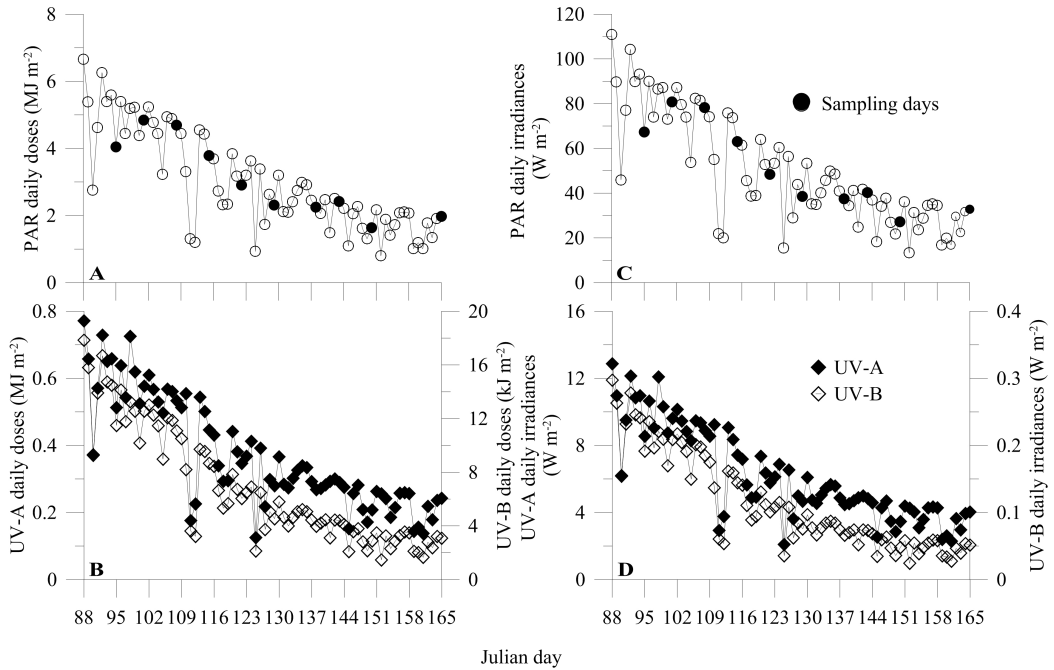 PAR daily doses (MJ m-2)
8
6
4
2
0
A
PAR daily irradiances
(W m-2)
120
100
80
60
40
20
0
C
Sampling days
UV-A daily doses (MJ m-2)
0.8
0.6
0.4
0.2
0
B
20
16
12
8
4
0
UV-B daily doses (kJ m-2)
UV-A daily irradiances
(W m-2)
16
12
8
4
0
D
UV-A
UV-B
0.4
0.3
0.2
0.1
0
UV-B daily irradiances (W m-2)
88 95 102 109 116 123 130 137 144 151 158 165
88 95 102 109 116 123 130 137 144 151 158 165
Julian day